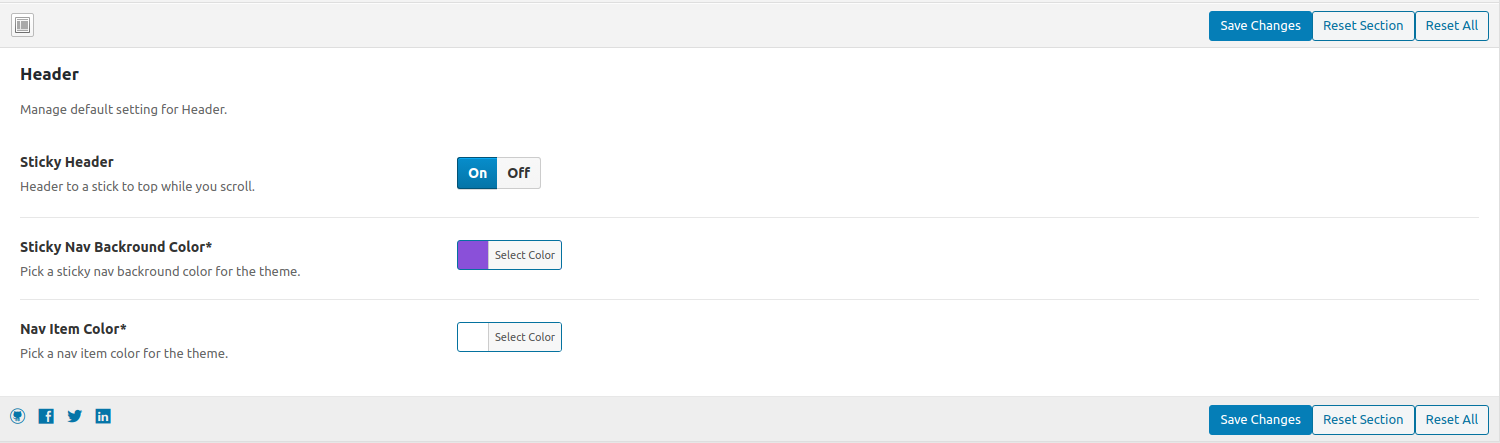 Save Changes Reset Section Reset All
Header
Manage default setting for Header.
Sticky Header
Header to a stick to top while you scroll.
On Off
Sticky Nav Backround Color*
Pick a sticky nav backround color for the theme.
Select Color
Nav Item Color*
Pick a nav item color for the theme.
Select Color
Save Changes Reset Section Reset All